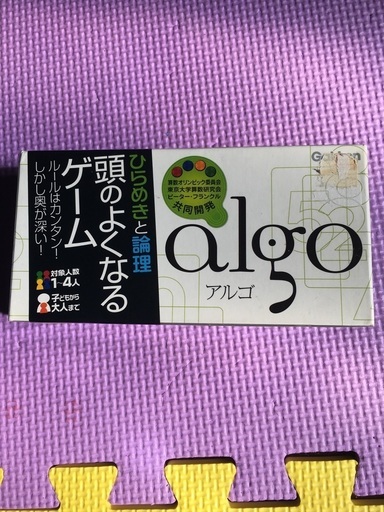 ひらめきと論理
頭のよくなる
ゲーム
ルールはカンタン!
しかし奥が深い!
対象人数
1~4人
子どもから
大人まで
算数オリンピック委員会
東京大学算数研究会
ピーター・フランクル
共同開発
algo
アルゴ